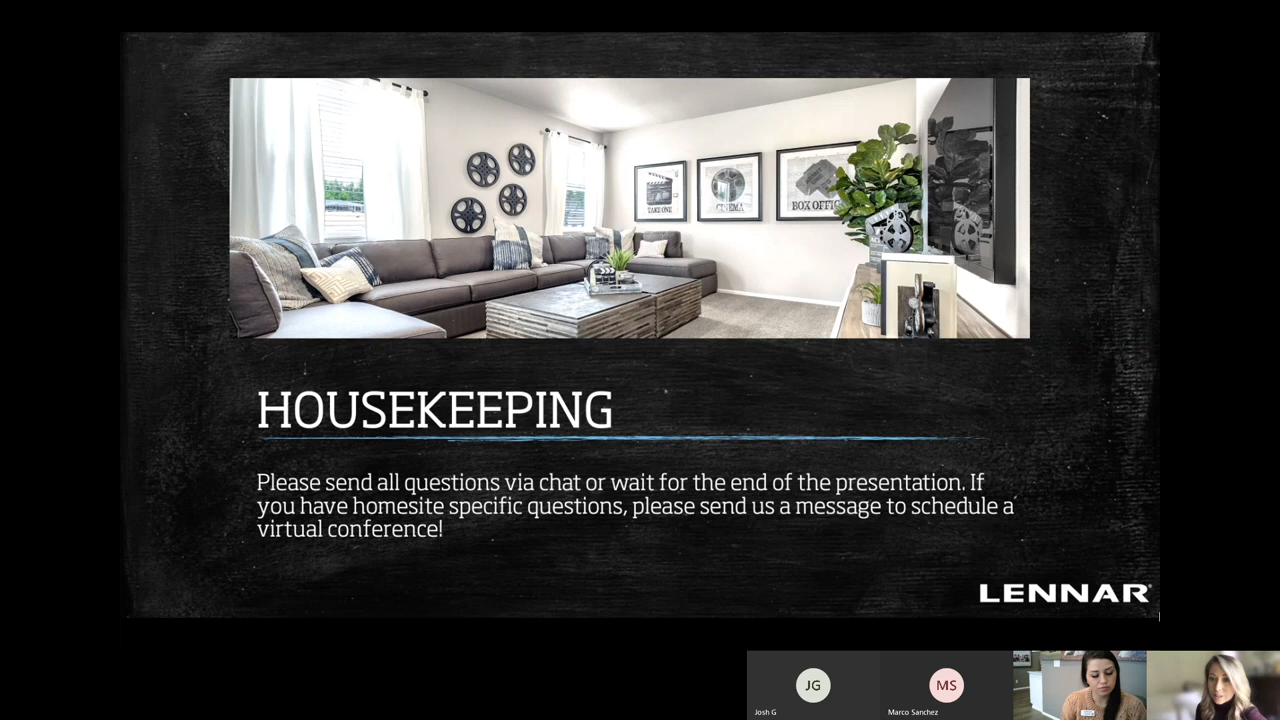 TAKE ONE
CINEMA
BOX OFFIC
HOUSEKEEPING
Please send all questions via chat or wait for the end of the presentation. If
you have homesite specific questions, please send us a message to schedule a
virtual conference!
LENNAR
JG
MS
Josh G
Marco Sanchez